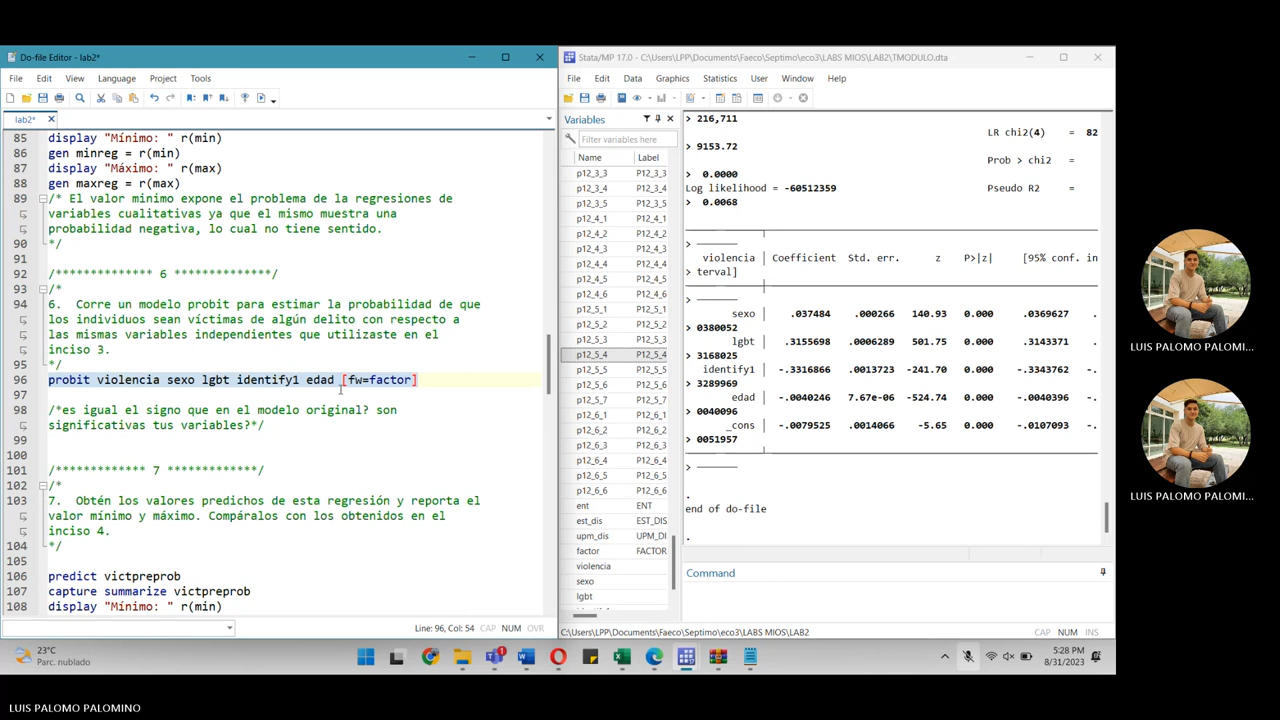 Do-file Editor - lab2*
File Edit View Language Project Tools
lab2*
85 display "Mínimo: " r(min)
86 gen minreg = r(min)
87 display "Máximo: " r(max)
88 gen maxreg = r(max)
89 /* El valor minimo expone el problema de la regresiones de
variables cualitativas ya que el mismo muestra una
probabilidad negativa, lo cual no tiene sentido.
90 */
91
92 /************** 6 **************/
93 /*
94 6. Corre un modelo probit para estimar la probabilidad de que
los individuos sean víctimas de algún delito con respecto a
las mismas variables independientes que utilizaste en el
inciso 3.
95 */
96 probit violencia sexo lgbt identify1 edad [fw=factor]
97
98 /*es igual el signo que en el modelo original? son
significativas tus variables?*/
99
100
101 /************** 7 *************/
102 /*
103 7. Obtén los valores predichos de esta regresión y reporta el
valor mínimo y máximo. Compáralos con los obtenidos en el
inciso 4.
104 */
105
106 predict victpreprob
107 capture summarize victpreprob
108 display "Mínimo: " r(min)
Line: 96, Col: 54 CAP NUM OVR
Stata/MP 17.0 - C:\Users\LPP\Documents\Faeco\Septimo\eco3\LABS MIOS\LAB2\TMODULO.dta
File Edit Data Graphics Statistics User Window Help
Variables
Filter variables here
Name Label
p12_3_3 P12_3_3
p12_3_4 P12_3_4
p12_3_5 P12_3_5
p12_4_1 P12_4_1
p12_4_2 P12_4_2
p12_4_3 P12_4_3
p12_4_4 P12_4_4
p12_4_5 P12_4_5
p12_4_6 P12_4_6
p12_5_1 P12_5_1
p12_5_2 P12_5_2
p12_5_3 P12_5_3
p12_5_4 P12_5_4
p12_5_5 P12_5_5
p12_5_6 P12_5_6
p12_5_7 P12_5_7
p12_6_1 P12_6_1
p12_6_2 P12_6_2
p12_6_3 P12_6_3
p12_6_4 P12_6_4
p12_6_5 P12_6_5
p12_6_6 P12_6_6
ent ENT
est_dis EST_DIS
upm_dis UPM_DI
factor FACTOR
violencia
sexo
lgbt
> 216,711
LR chi2(4) = 82
> 9153.72
Prob > chi2 =
> 0.0000
Log likelihood = -60512359 Pseudo R2 =
> 0.0068
>
violencia | Coefficient Std. err. z P>|z| [95% conf. in
> terval]
>
sexo | .037484 .000266 140.93 0.000 .0369627 .
> 0380052
lgbt | .3155698 .0006289 501.75 0.000 .3143371 .
> 3168025
identify1 | -.3316866 .0013723 -241.70 0.000 -.3343762 -.
> 3289969
edad | -.0040246 7.67e-06 -524.74 0.000 -.0040396 -.
> 0040096
_cons | -.0079525 .0014066 -5.65 0.000 -.0107093 -.
> 0051957
>
.
end of do-file
.
Command
C:\Users\LPP\Documents\Faeco\Septimo\eco3\LABS MIOS\LAB2 CAP NUM INS
23°C
Parc. nublado
5:28 PM
8/31/2023
LUIS PALOMO PALOMI...
LUIS PALOMO PALOMI...
LUIS PALOMO PALOMINO